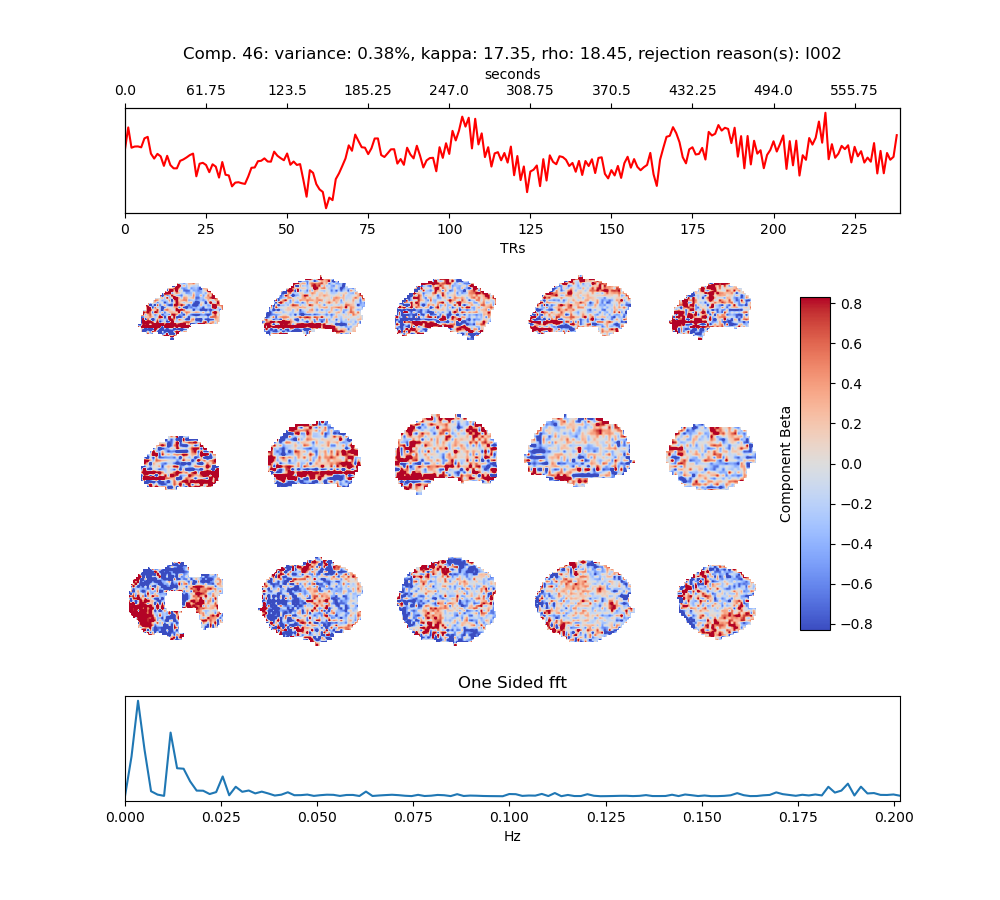 Comp. 46: variance: 0.38%, kappa: 17.35, rho: 18.45, rejection reason(s): I002
seconds
0.0 61.75 123.5 185.25 247.0 308.75 370.5 432.25 494.0 555.75
0 25 50 75 100 125 150 175 200 225
TRs
0.8
0.6
0.4
0.2
0.0
−0.2
−0.4
−0.6
−0.8
Component Beta
One Sided fft
0.000 0.025 0.050 0.075 0.100 0.125 0.150 0.175 0.200
Hz